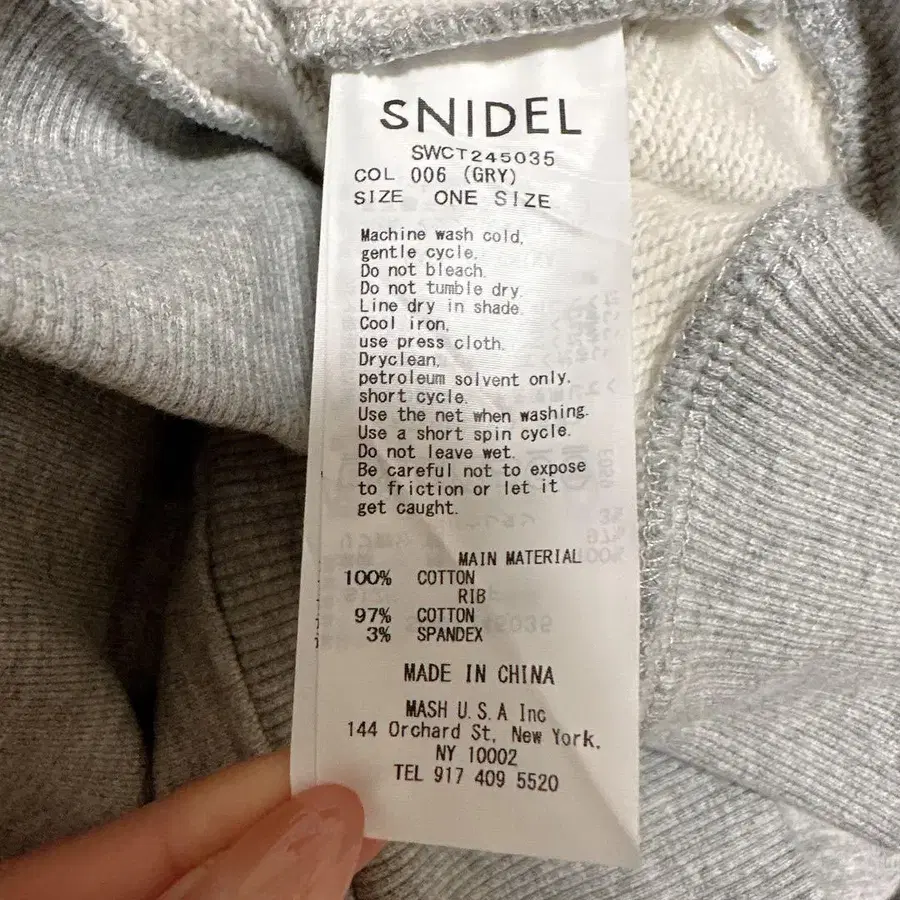 SNIDEL
SWCT245035
COL 006 (GRY)
SIZE ONE SIZE
Machine wash cold,
gentle cycle.
Do not bleach.
Do not tumble dry.
Line dry in shade.
Cool iron,
use press cloth.
Dryclean,
petroleum solvent only.
short cycle.
Use the net when washing.
Use a short spin cycle.
Do not leave wet.
Be careful not to expose
to friction or let it
get caught.
MAIN MATERIAL
100% COTTON
RIB
97% COTTON
3% SPANDEX
MADE IN CHINA
MASH U.S.A Inc
144 Orchard St, New York,
NY 10002
TEL 917 409 5520